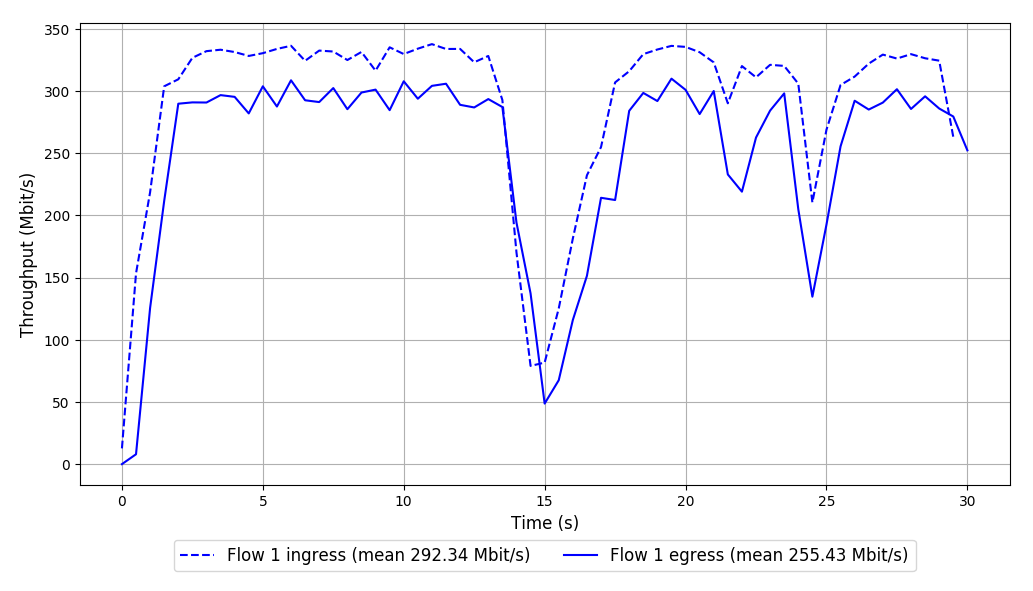 350
300
250
200
150
100
50
0
Throughput (Mbit/s)
0 5 10 15 20 25 30
Time (s)
Flow 1 ingress (mean 292.34 Mbit/s) Flow 1 egress (mean 255.43 Mbit/s)